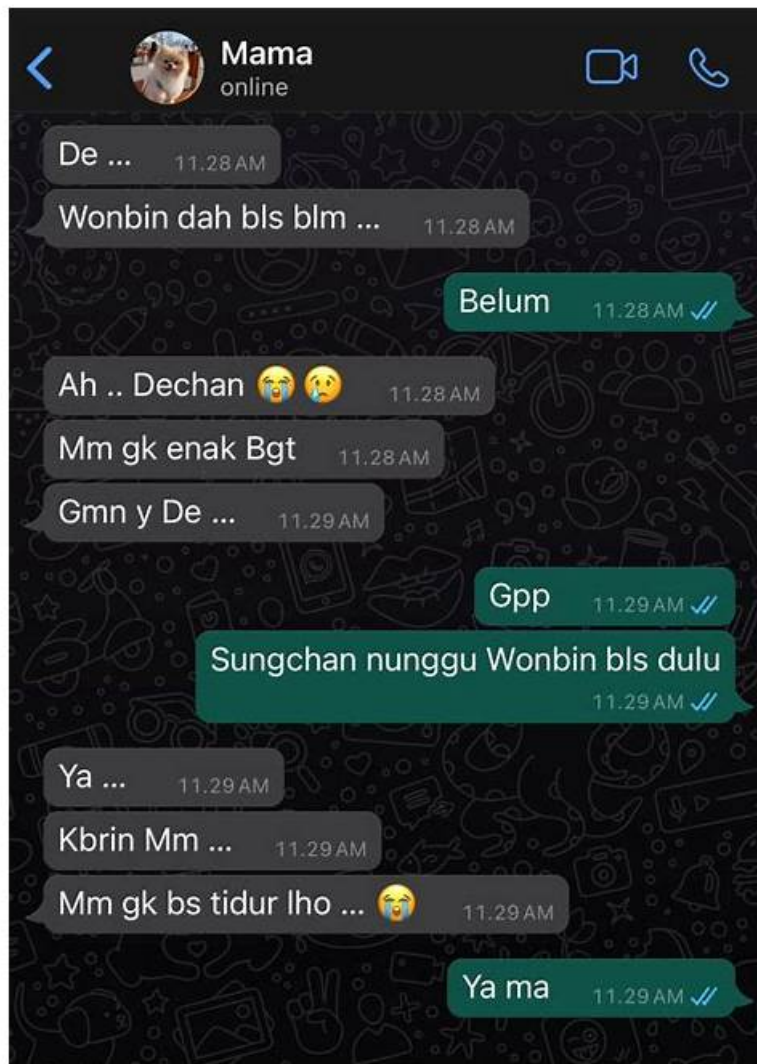 Mama
online
De ... 11.28 AM
Wonbin dah bls blm ... 11.28 AM
Belum 11.28 AM
Ah .. Dechan 😭 😢 11.28 AM
Mm gk enak Bgt 11.28 AM
Gmn y De ... 11.29 AM
Gpp 11.29 AM
Sungchan nunggu Wonbin bls dulu
11.29 AM
Ya ... 11.29 AM
Kbrin Mm ... 11.29 AM
Mm gk bs tidur lho ... 😭 11.29 AM
Ya ma 11.29 AM